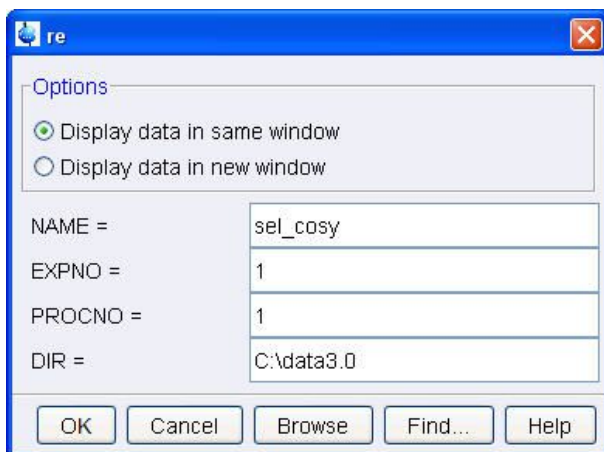 re
Options
Display data in same window
Display data in new window
NAME = sel_cosy
EXPNO = 1
PROCNO = 1
DIR = C:\data3.0
OK Cancel Browse Find... Help